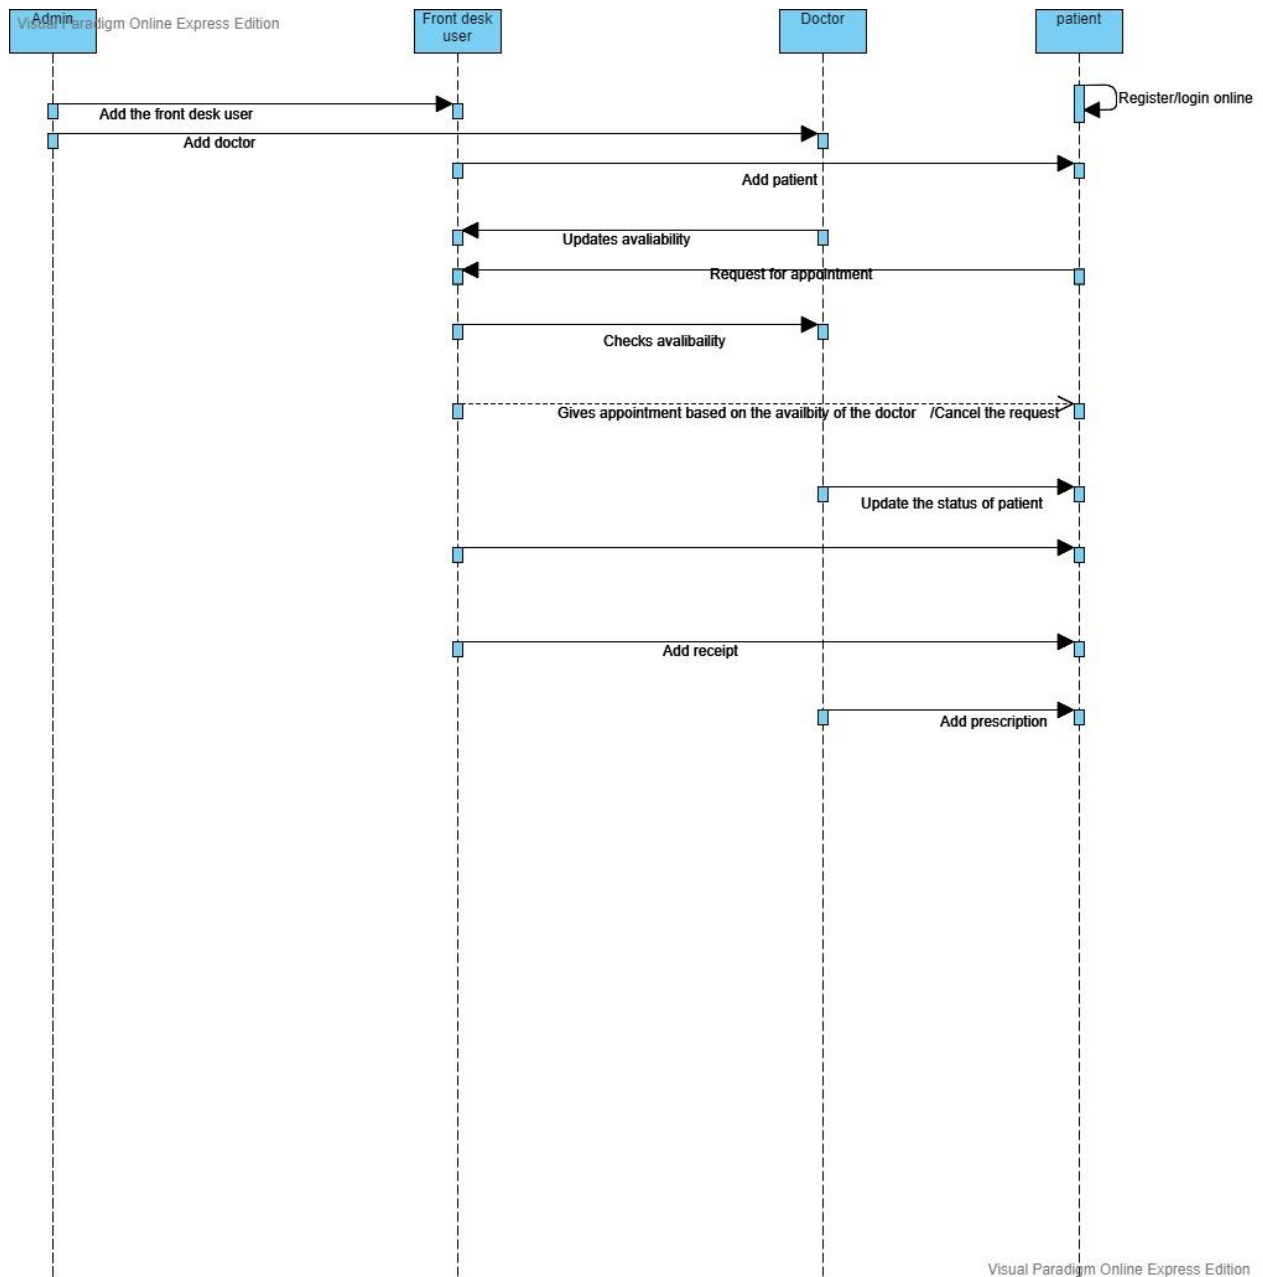 Admin
Visual Paradigm Online Express Edition
Front desk
user
Doctor
patient
Register/login online
Add the front desk user
Add doctor
Add patient
Updates avaliability
Request for appointment
Checks avalibaility
Gives appointment based on the availbity of the doctor /Cancel the request
Update the status of patient
Add receipt
Add prescription
Visual Paradigm Online Express Edition